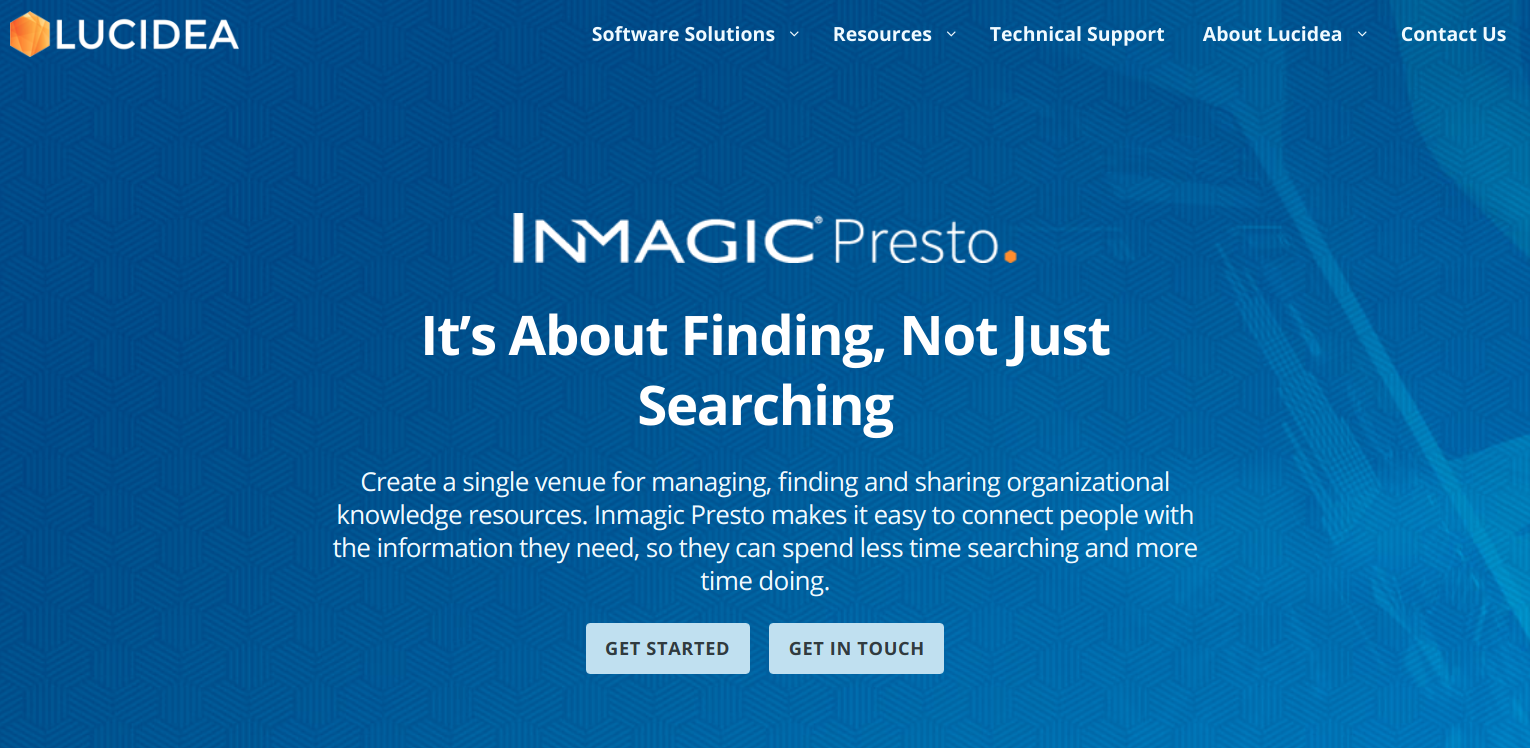 LUCIDEA
Software Solutions
Resources
Technical Support
About Lucidea
Contact Us
INMAGIC® Presto.
It’s About Finding, Not Just
Searching
Create a single venue for managing, finding and sharing organizational
knowledge resources. Inmagic Presto makes it easy to connect people with
the information they need, so they can spend less time searching and more
time doing.
GET STARTED
GET IN TOUCH